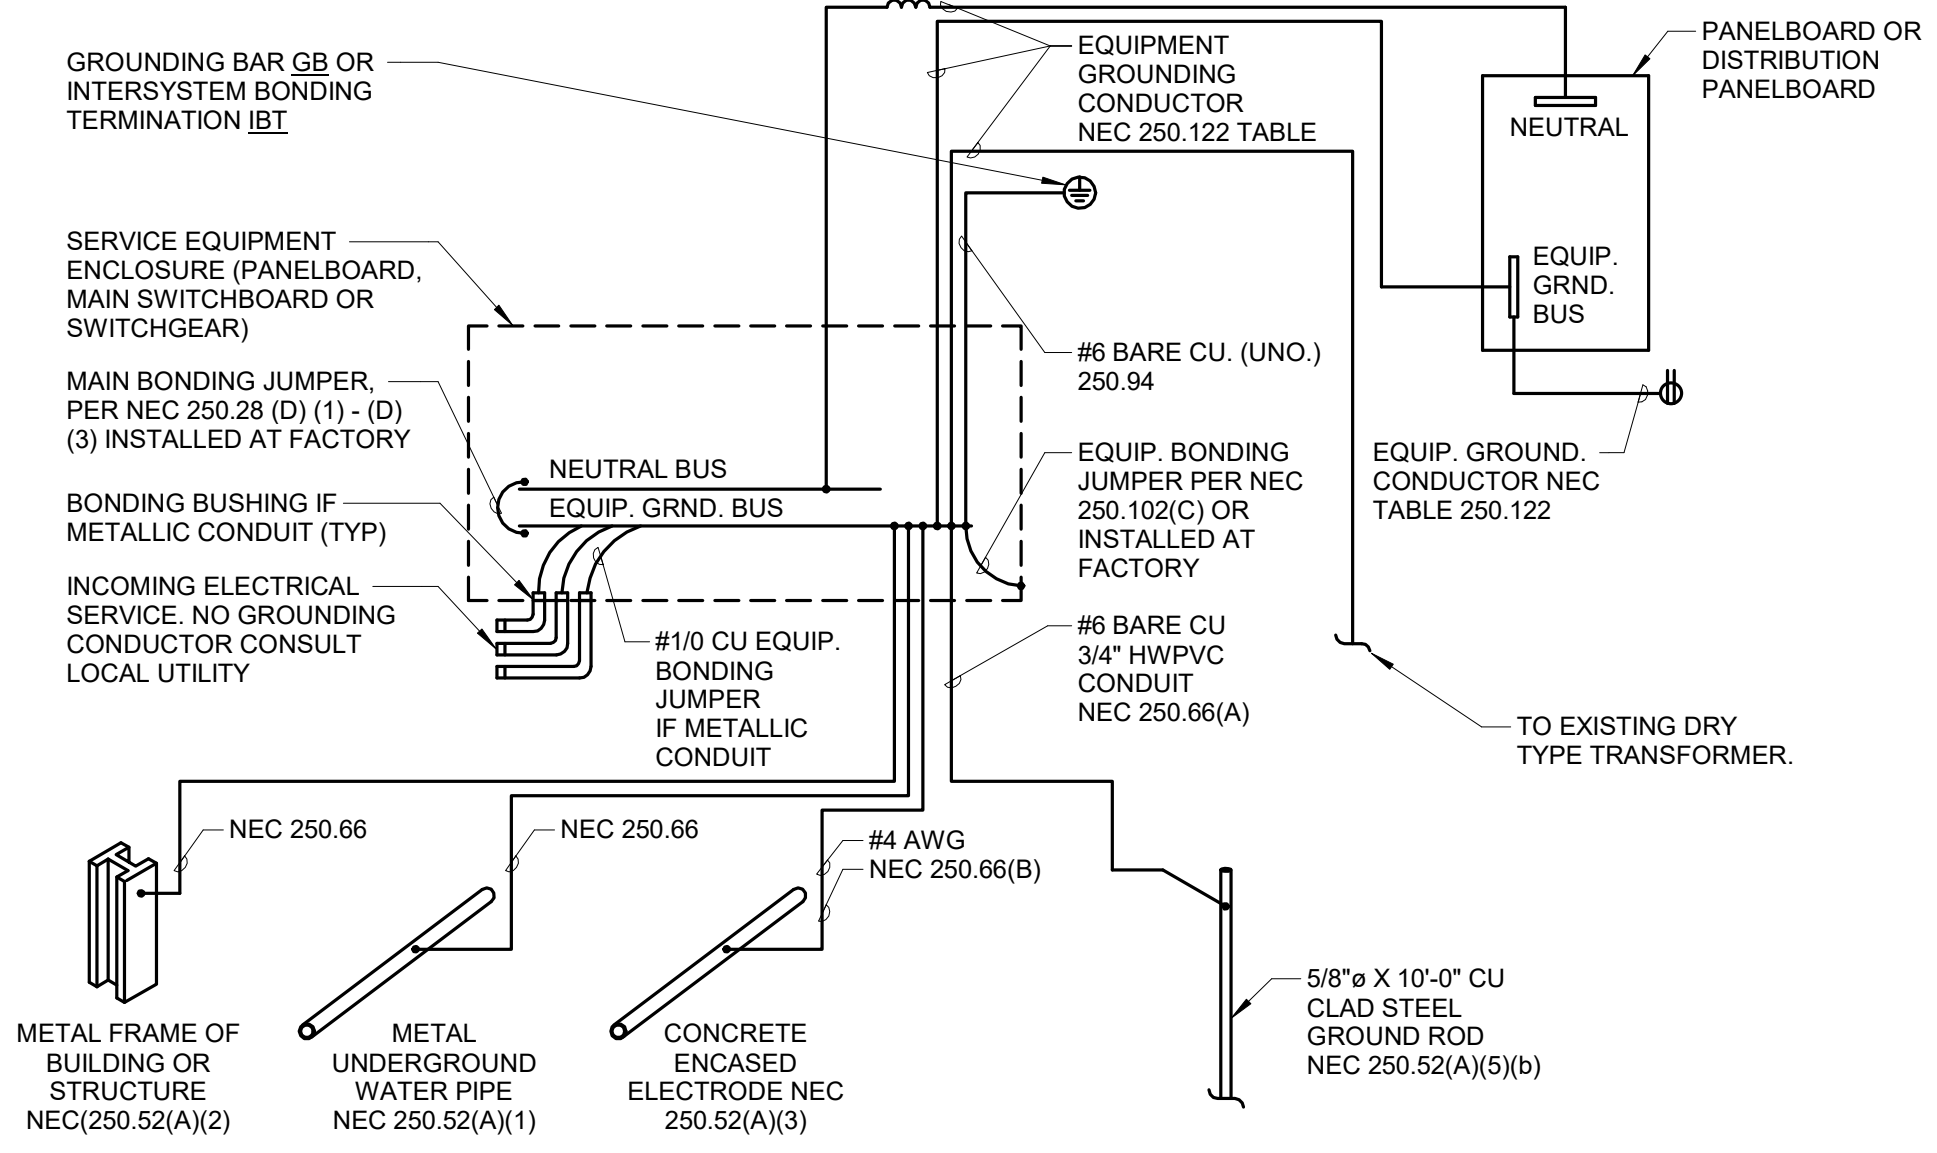 GROUNDING BAR GB OR
INTERSYSTEM BONDING
TERMINATION IBT
EQUIPMENT
GROUNDING
CONDUCTOR
NEC 250.122 TABLE
PANELBOARD OR
DISTRIBUTION
PANELBOARD
NEUTRAL
EQUIP.
GRND.
BUS
SERVICE EQUIPMENT
ENCLOSURE (PANELBOARD,
MAIN SWITCHBOARD OR
SWITCHGEAR)
MAIN BONDING JUMPER,
PER NEC 250.28 (D) (1) - (D)
(3) INSTALLED AT FACTORY
BONDING BUSHING IF
METALLIC CONDUIT (TYP)
INCOMING ELECTRICAL
SERVICE. NO GROUNDING
CONDUCTOR CONSULT
LOCAL UTILITY
NEUTRAL BUS
EQUIP. GRND. BUS
#6 BARE CU. (UNO.)
250.94
EQUIP. BONDING
JUMPER PER NEC
250.102(C) OR
INSTALLED AT
FACTORY
EQUIP. GROUND.
CONDUCTOR NEC
TABLE 250.122
#1/0 CU EQUIP.
BONDING
JUMPER
IF METALLIC
CONDUIT
#6 BARE CU
3/4" HWPVC
CONDUIT
NEC 250.66(A)
TO EXISTING DRY
TYPE TRANSFORMER.
NEC 250.66
NEC 250.66
#4 AWG
NEC 250.66(B)
METAL FRAME OF
BUILDING OR
STRUCTURE
NEC(250.52(A)(2)
METAL
UNDERGROUND
WATER PIPE
NEC 250.52(A)(1)
CONCRETE
ENCASED
ELECTRODE NEC
250.52(A)(3)
5/8"ø X 10'-0" CU
CLAD STEEL
GROUND ROD
NEC 250.52(A)(5)(b)